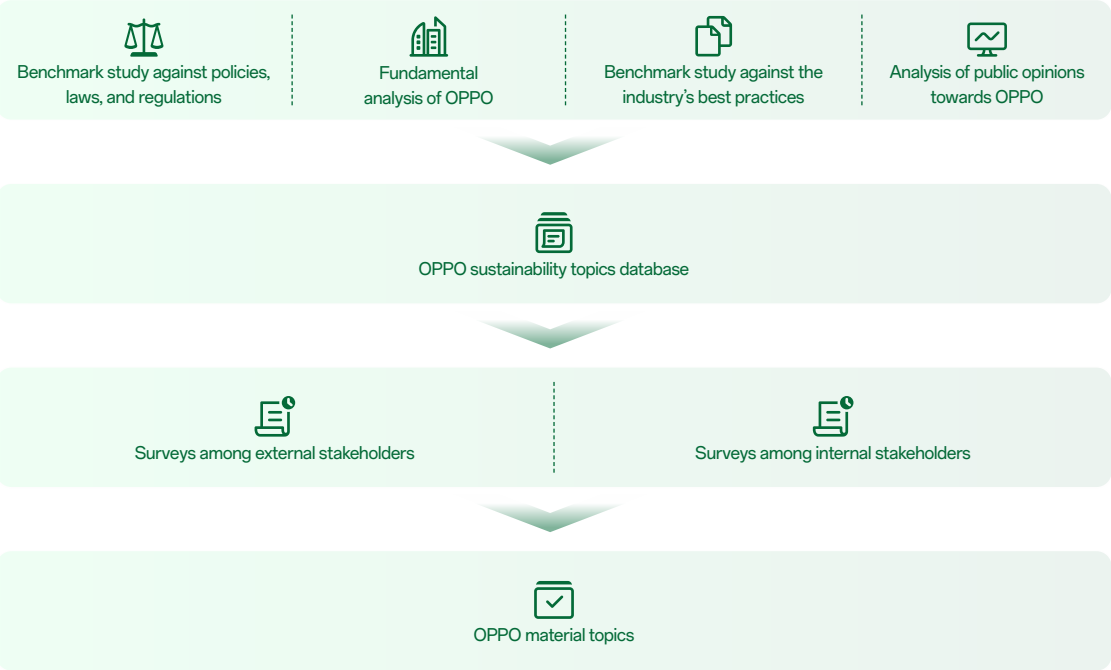 Benchmark study against policies,
laws, and regulations
Fundamental
analysis of OPPO
Benchmark study against the
industry's best practices
Analysis of public opinions
towards OPPO
OPPO sustainability topics database
Surveys among external stakeholders
Surveys among internal stakeholders
OPPO material topics